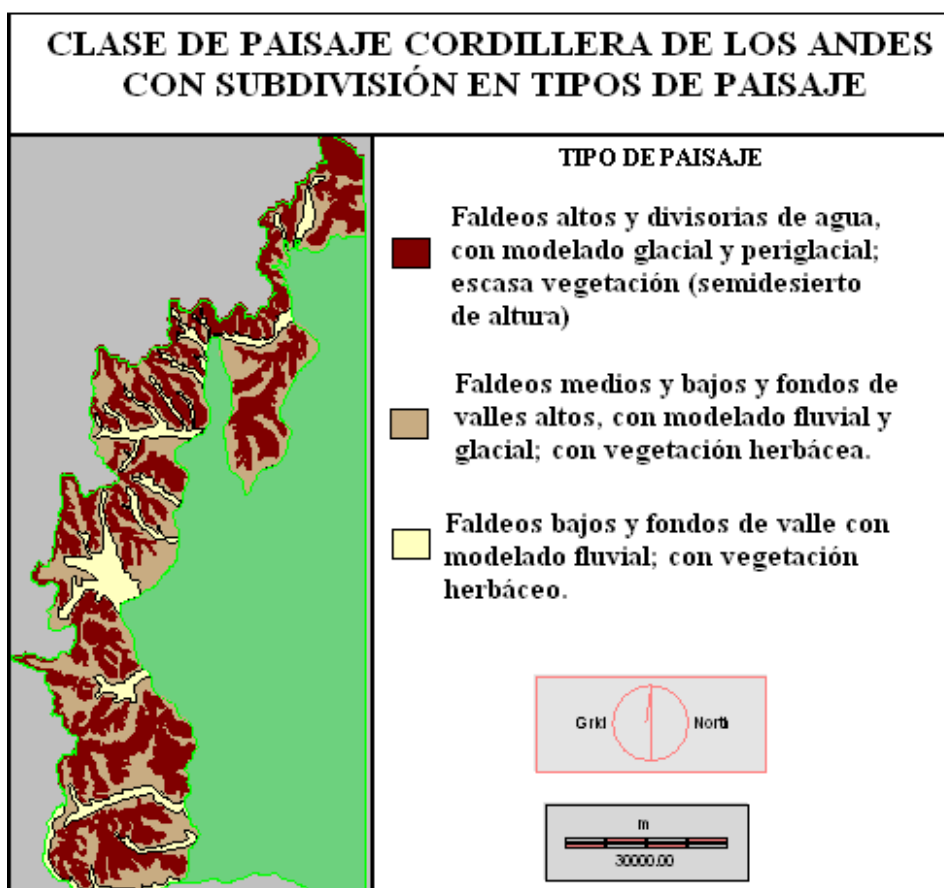 CLASE DE PAISAJE CORDILLERA DE LOS ANDES
CON SUBDIVISIÓN EN TIPOS DE PAISAJE
TIPO DE PAISAJE
Faldeos altos y divisorias de agua,
con modelado glacial y periglacial;
escasa vegetación (semidesierto
de altura)
Faldeos medios y bajos y fondos de
valles altos, con modelado fluvial y
glacial; con vegetación herbácea.
Faldeos bajos y fondos de valle con
modelado fluvial; con vegetación
herbáceo.
Grid North
m
30000.00